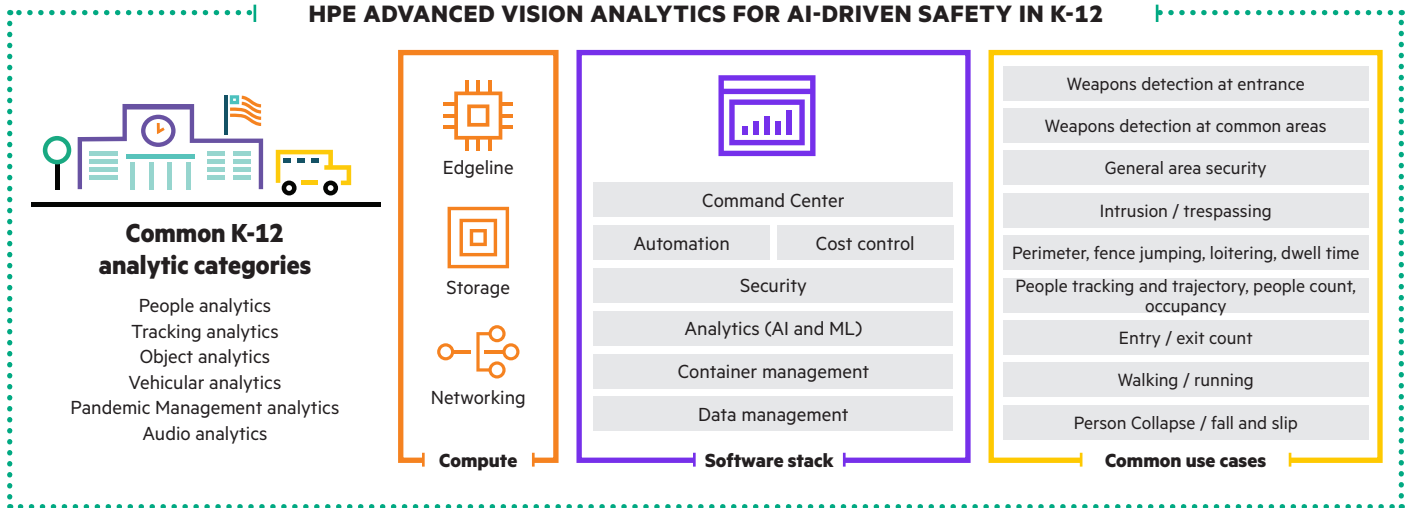 HPE ADVANCED VISION ANALYTICS FOR AI-DRIVEN SAFETY IN K-12
Common K-12
analytic categories
People analytics
Tracking analytics
Object analytics
Vehicular analytics
Pandemic Management analytics
Audio analytics
Edgeline
Storage
Networking
Compute
Command Center
Automation
Cost control
Security
Analytics (AI and ML)
Container management
Data management
Software stack
Weapons detection at entrance
Weapons detection at common areas
General area security
Intrusion / trespassing
Perimeter, fence jumping, loitering, dwell time
People tracking and trajectory, people count,
occupancy
Entry / exit count
Walking / running
Person Collapse / fall and slip
Common use cases